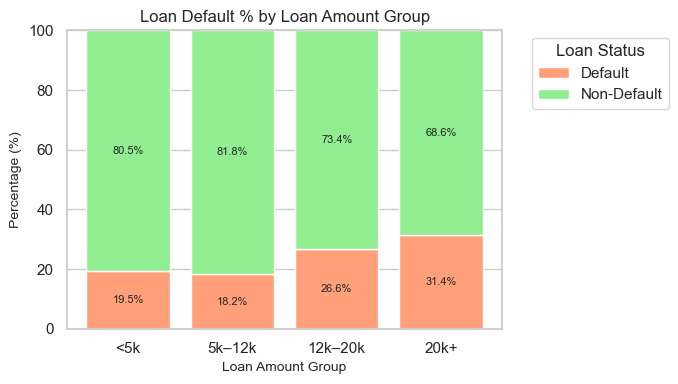 Loan Default % by Loan Amount Group
Percentage (%)
100
80
60
40
20
0
80.5%
81.8%
73.4%
68.6%
19.5%
18.2%
26.6%
31.4%
<5k
5k–12k
12k–20k
20k+
Loan Amount Group
Loan Status
Default
Non-Default